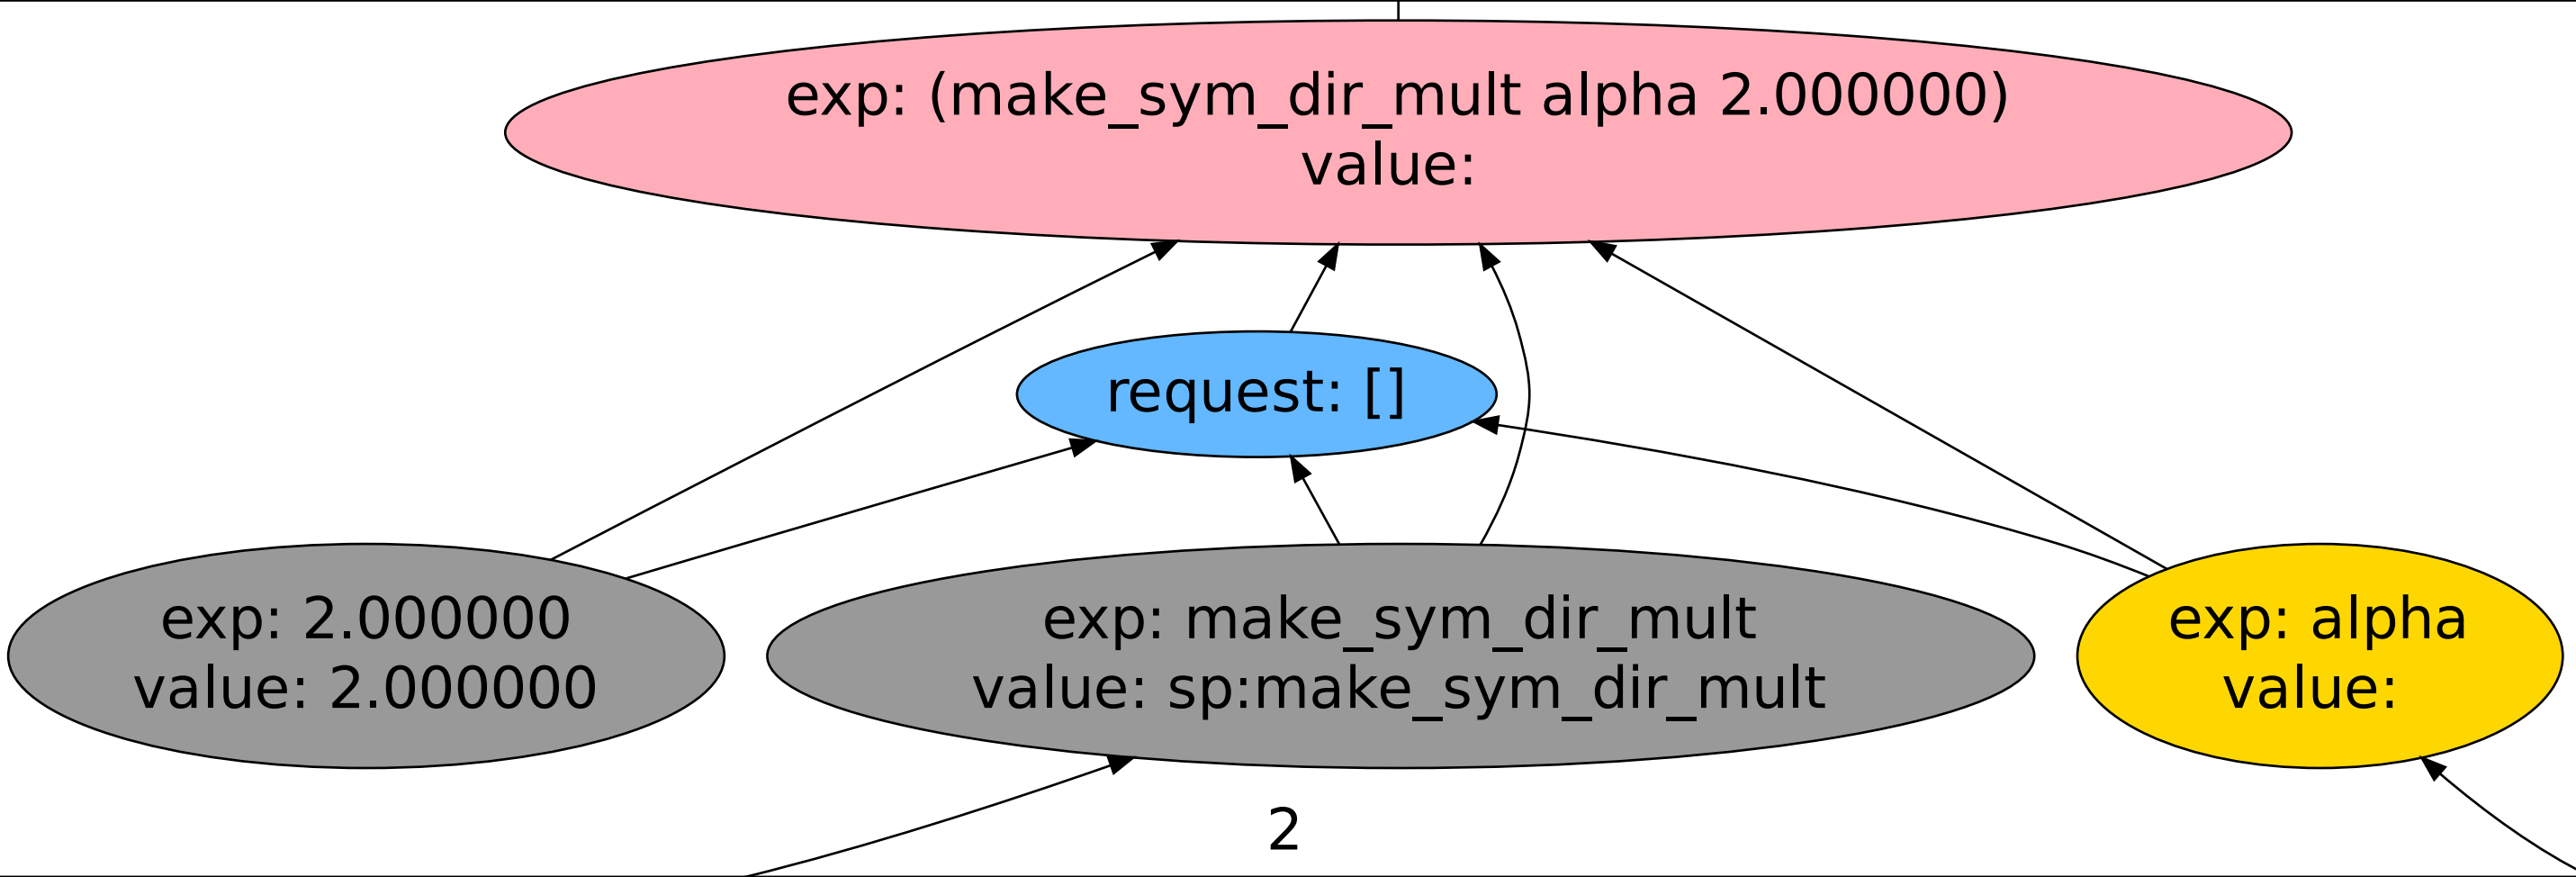 exp: (make_sym_dir_mult alpha 2.000000)
value:
request: []
exp: 2.000000
value: 2.000000
exp: make_sym_dir_mult
value: sp:make_sym_dir_mult
exp: alpha
value:
2